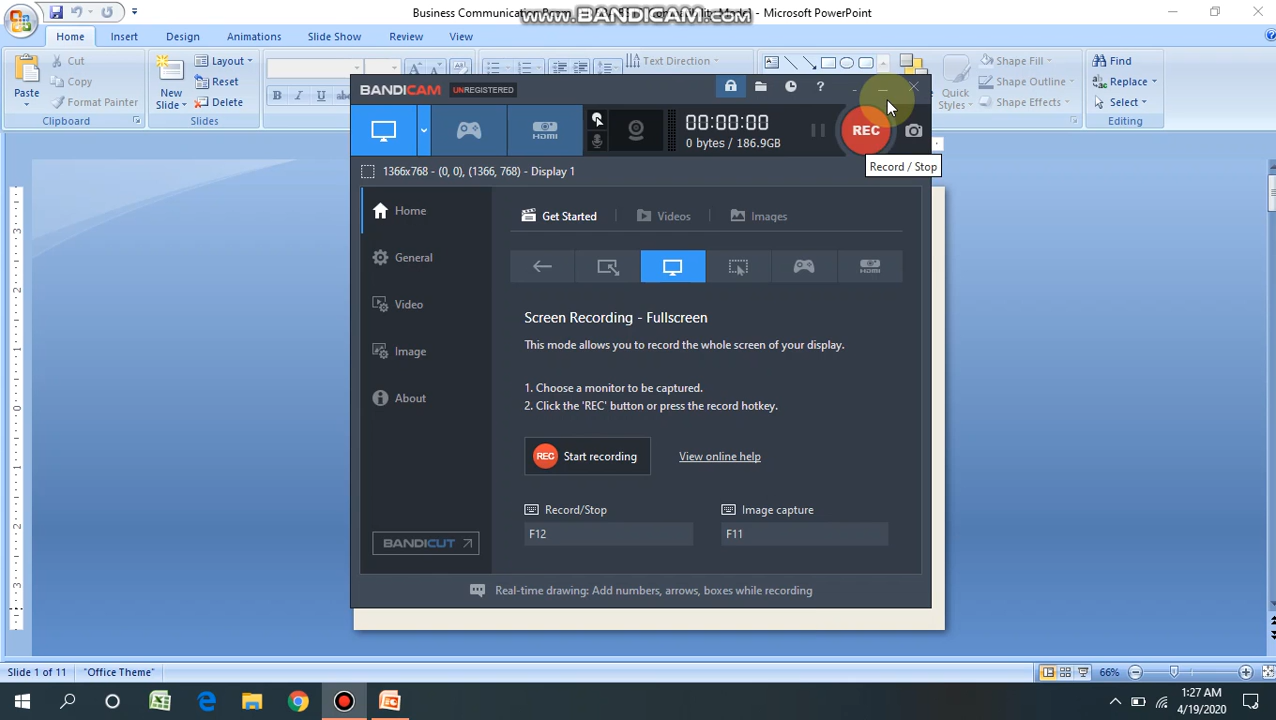 Business Communication
www.BANDICAM.com
- Microsoft PowerPoint
Home Insert Design Slide Show Animations Review View
Paste
Cut
Copy
Format Painter
Clipboard
New Slide
Layout
Reset
Delete
Slides
B I U
Text Direction
Quick Styles
Shape Fill
Shape Outline
Shape Effects
Find
Replace
Select
Editing
BANDICAM UNREGISTERED
HDMI
00:00:00
0 bytes / 186.9GB
REC
Record / Stop
1366x768 - (0, 0), (1366, 768) - Display 1
Home
General
Video
Image
About
BANDICUT
Get Started Videos Images
HDMI
Screen Recording - Fullscreen
This mode allows you to record the whole screen of your display.
1. Choose a monitor to be captured.
2. Click the 'REC' button or press the record hotkey.
REC Start recording View online help
Record/Stop Image capture
F12 F11
Real-time drawing: Add numbers, arrows, boxes while recording
Slide 1 of 11 "Office Theme" 66%
1:27 AM
4/19/2020